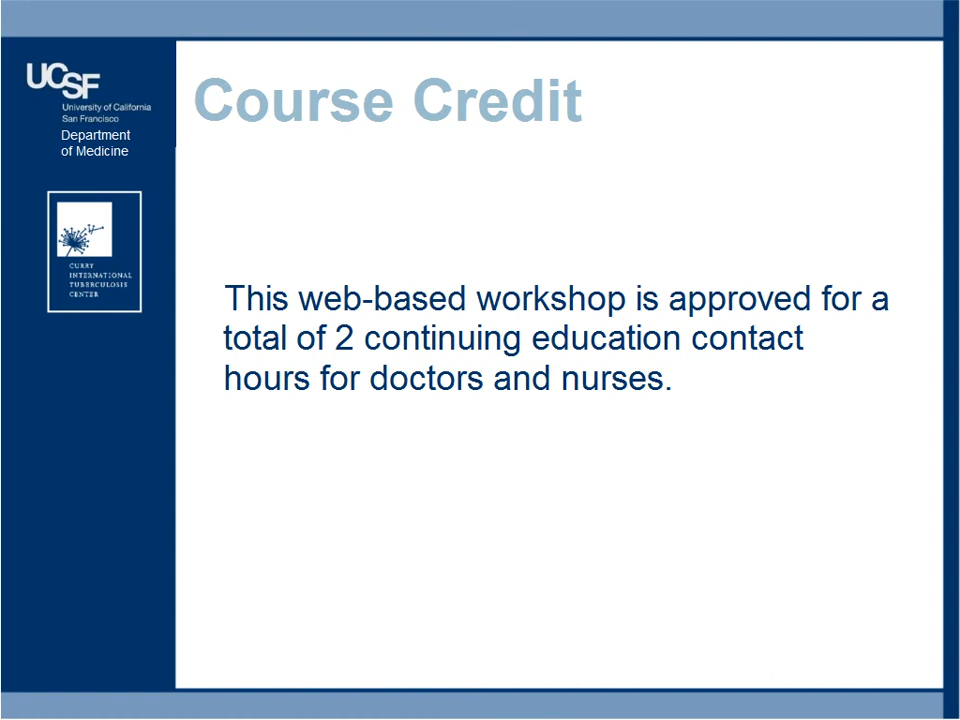 UCSF
University of California
San Francisco
Department
of Medicine
CURRY
INTERNATIONAL
TUBERCULOSIS
CENTER
Course Credit
This web-based workshop is approved for a
total of 2 continuing education contact
hours for doctors and nurses.